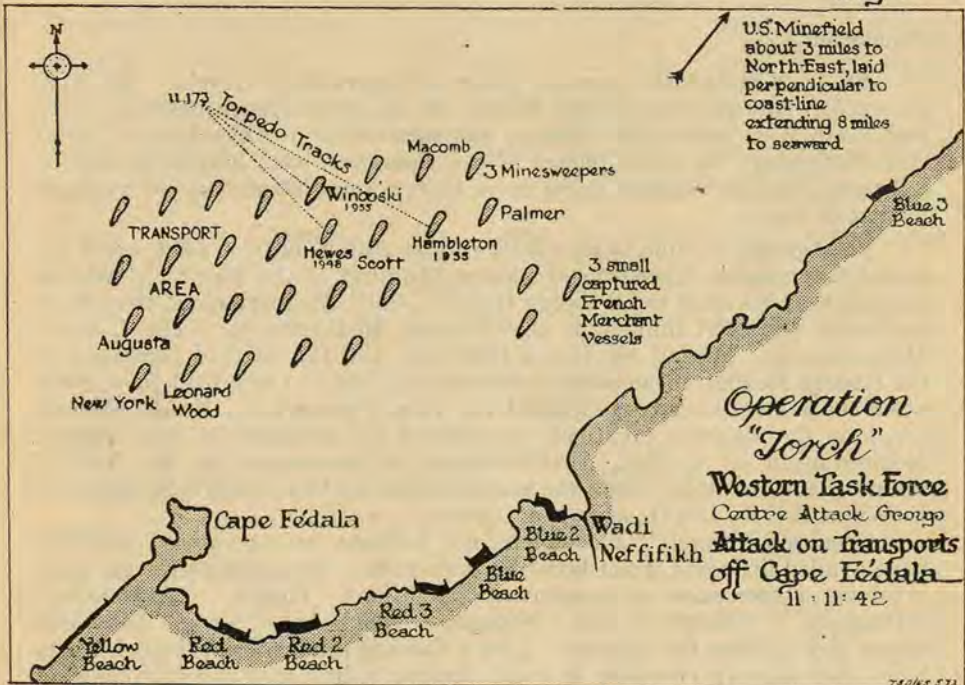 N
U.S. Minefield
about 3 miles to
North-East, laid
perpendicular to
coast-line
extending 8 miles
to seaward
U.173 Torpedo Tracks
Macomb
3 Minesweepers
Winooski
1955
Palmer
TRANSPORT
Hewes
1948
Scott
Hambleton
1955
AREA
3 small
captured
French
Merchant
Vessels
Augusta
New York
Leonard
Wood
Blue 3
Beach
Operation
"Torch"
Western Task Force
Centre Attack Group
Attack on Transports
off Cape Fédala
11:11:42
Cape Fédala
Wadi
Neffifikh
Blue 2
Beach
Blue
Beach
Red 3
Beach
Red 2
Beach
Red
Beach
Yellow
Beach